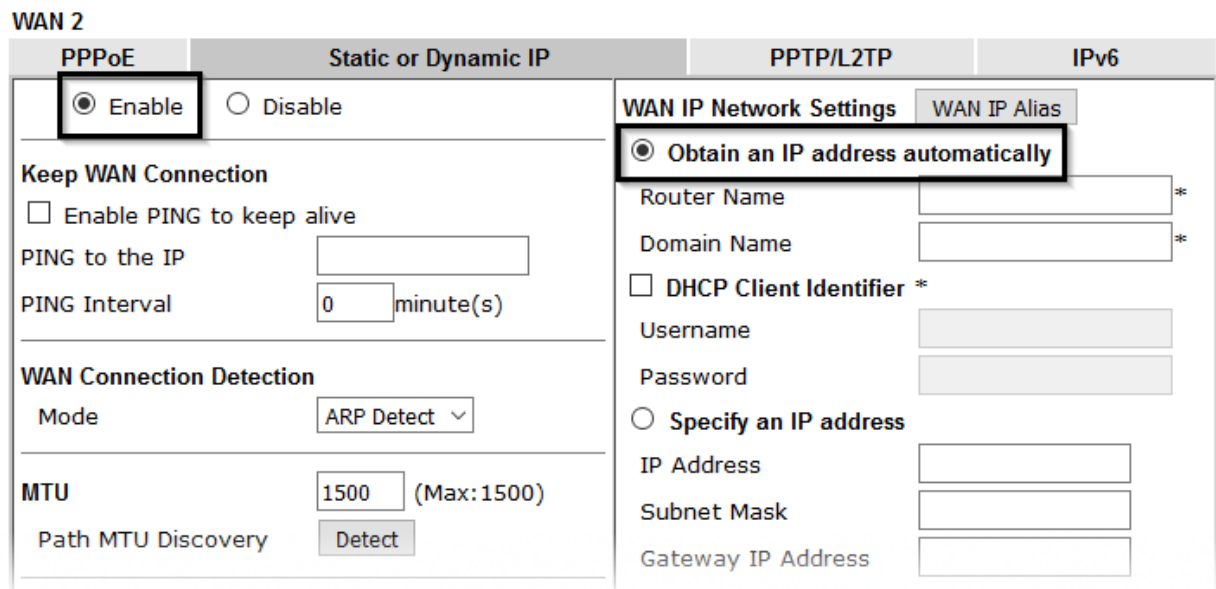 WAN 2
PPPoE Static or Dynamic IP PPTP/L2TP IPv6
Enable Disable
Keep WAN Connection
Enable PING to keep alive
PING to the IP
PING Interval 0 minute(s)
WAN Connection Detection
Mode ARP Detect
MTU 1500 (Max:1500)
Path MTU Discovery Detect
WAN IP Network Settings WAN IP Alias
Obtain an IP address automatically
Router Name *
Domain Name *
DHCP Client Identifier *
Username
Password
Specify an IP address
IP Address
Subnet Mask
Gateway IP Address